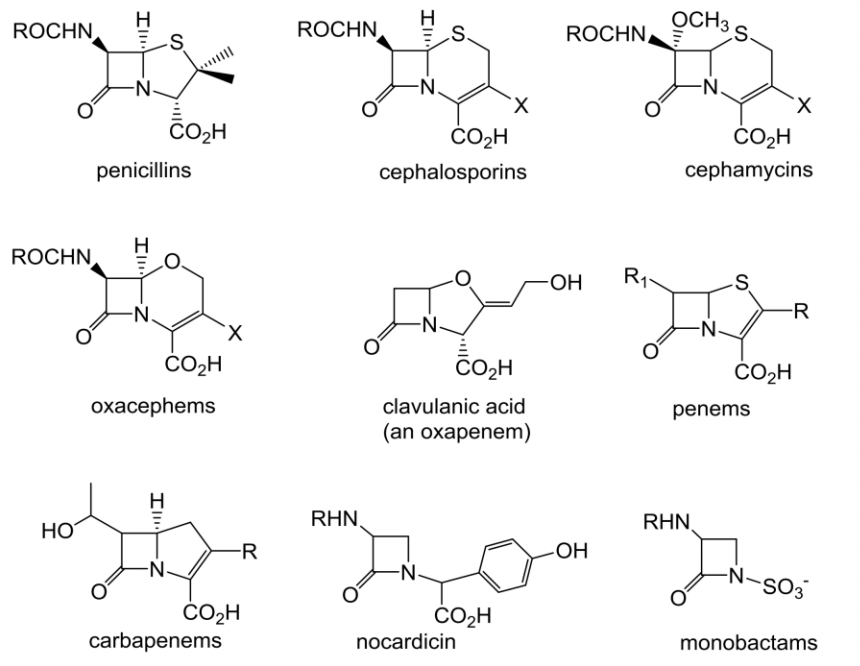 ROCHN H S
O N
CO₂H
penicillins
ROCHN H S
O N X
CO₂H
cephalosporins
ROCHN OCH₃ S
O N X
CO₂H
cephamycins
ROCHN H O
O N X
CO₂H
oxacephems
O OH
O N
CO₂H
clavulanic acid
(an oxapenem)
R₁ S
O N R
CO₂H
penems
HO H
O N R
CO₂H
carbapenems
RHN
O N OH
CO₂H
nocardicin
RHN
O N SO₃⁻
monobactams